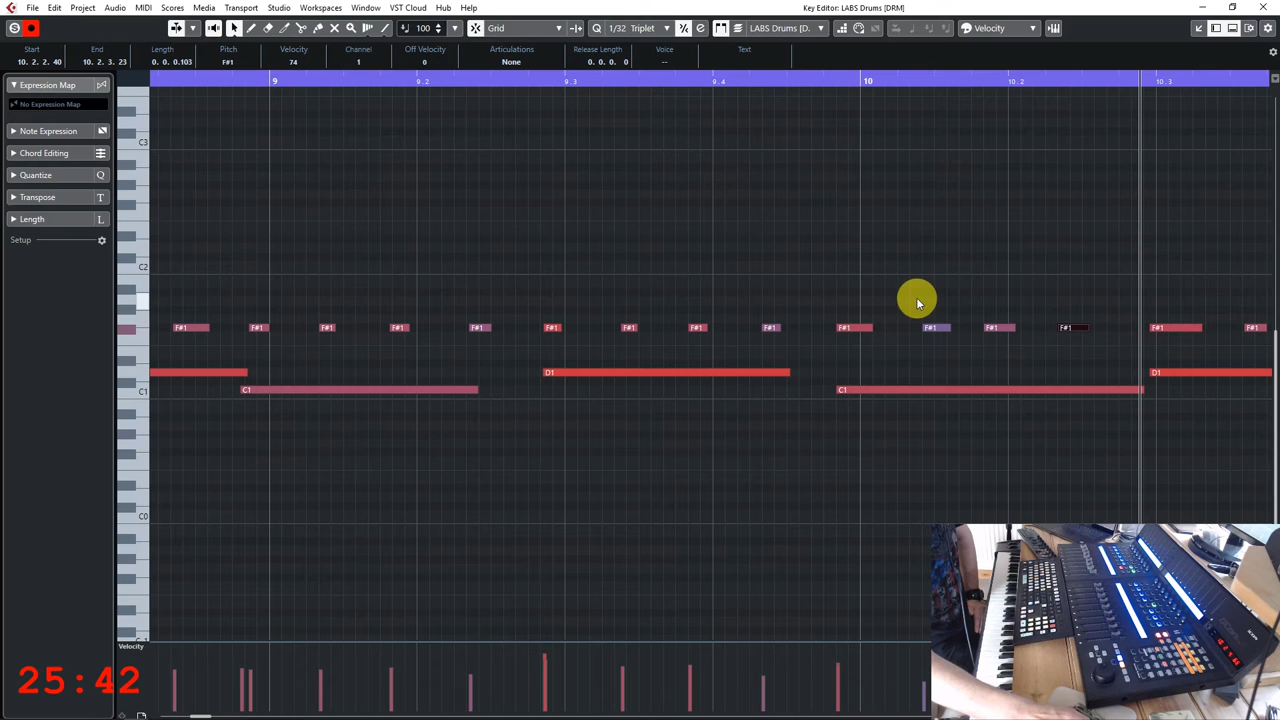 File Edit Project Audio MIDI Scores Media Transport Studio Workspaces Window VST Cloud Hub Help
Key Editor: LABS Drums [DRM]
S 100 Grid Q 1/32 Triplet LABS Drums [DRM] Velocity
Start End Length Pitch Velocity Channel Off Velocity Articulations Release Length Voice Text
10. 2. 2. 40 10. 2. 3. 23 0. 0. 0.103 F#1 74 1 0 None 0. 0. 0. 0 --
Expression Map
No Expression Map
Note Expression
Chord Editing
Quantize Q
Transpose T
Length L
Setup
9 9.2 9.3 9.4 10 10.2 10.3
C3
C2
F#1 F#1 F#1 F#1 F#1 F#1 F#1 F#1 F#1 F#1 F#1 F#1 F#1 F#1 F#1
D1 D1
C1 C1 C1
C0
C-1
Velocity
25:42